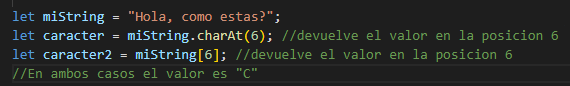 let miString = "Hola, como estas?";
let caracter = miString.charAt(6); //devuelve el valor en la posicion 6
let caracter2 = miString[6]; //devuelve el valor en la posicion 6
//En ambos casos el valor es "C"